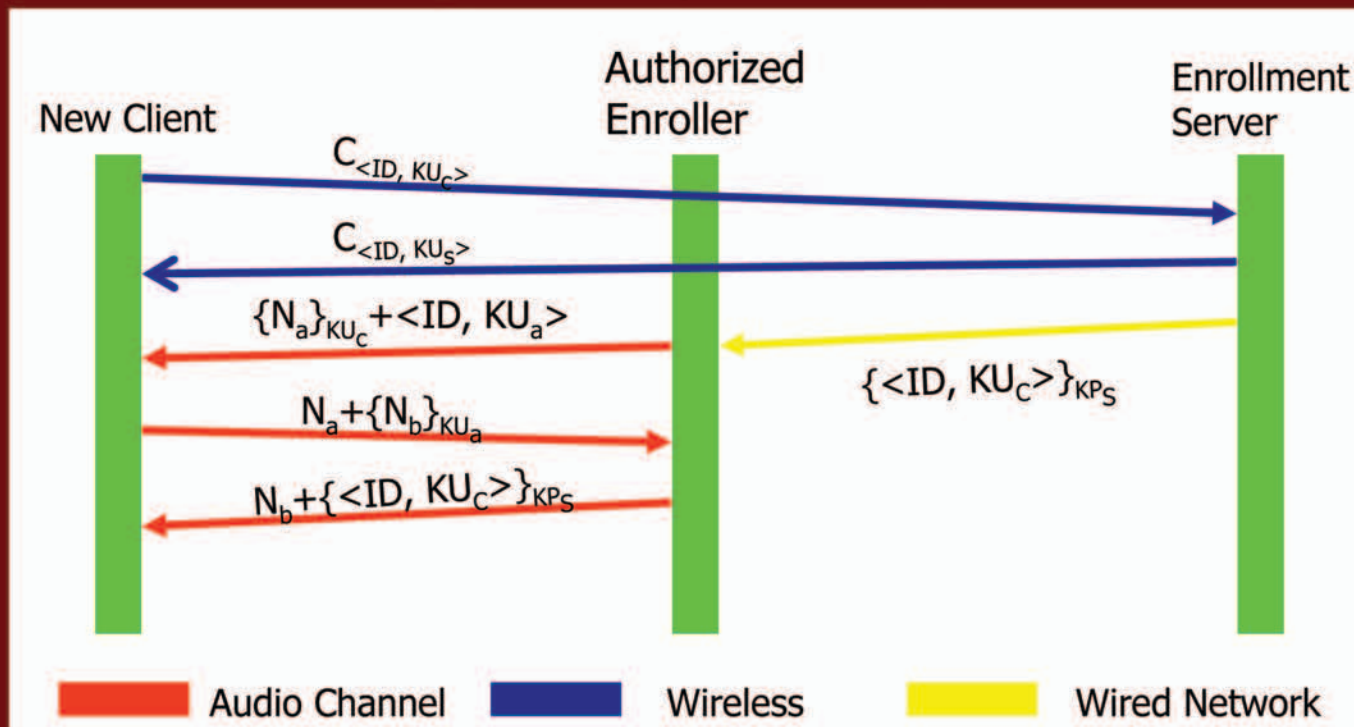 New Client
Authorized
Enroller
Enrollment
Server
C<ID, KUC>
C<ID, KUS>
{Na}KUC+<ID, KUa>
{<ID, KUC>}KPS
Na+{Nb}KUa
Nb+{<ID, KUC>}KPS
Audio Channel
Wireless
Wired Network